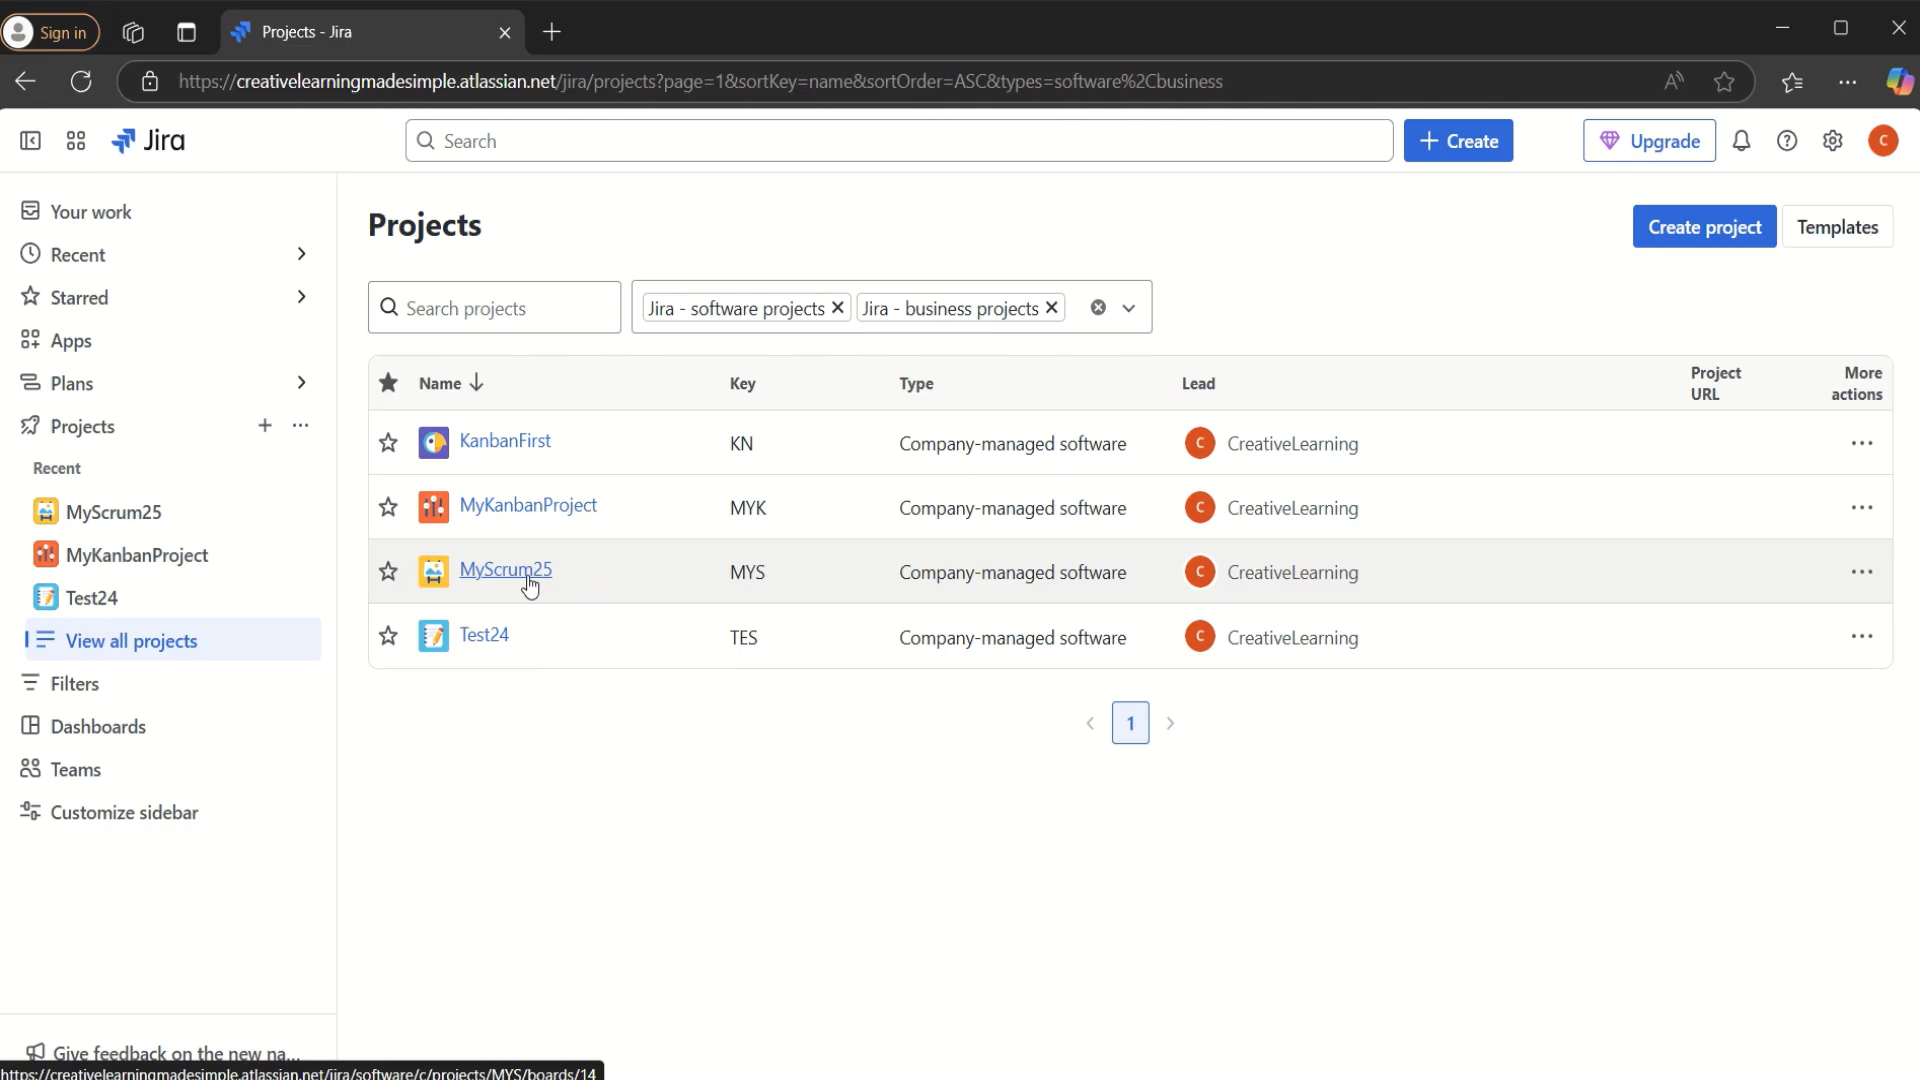 Sign in
Projects - Jira
https://creativelearningmadesimple.atlassian.net/jira/projects?page=1&sortKey=name&sortOrder=ASC&types=software%2Cbusiness
Jira
Search
Create
Upgrade
C
Your work
Recent
Starred
Apps
Plans
Projects
Recent
MyScrum25
MyKanbanProject
Test24
View all projects
Filters
Dashboards
Teams
Customize sidebar
Give feedback on the new na...
Projects
Create project
Templates
Search projects
Jira - software projects
Jira - business projects
Name Key Type Lead Project URL More actions
KanbanFirst KN Company-managed software C CreativeLearning
MyKanbanProject MYK Company-managed software C CreativeLearning
MyScrum25 MYS Company-managed software C CreativeLearning
Test24 TES Company-managed software C CreativeLearning
1
https://creativelearningmadesimple.atlassian.net/jira/software/c/projects/MYS/boards/14